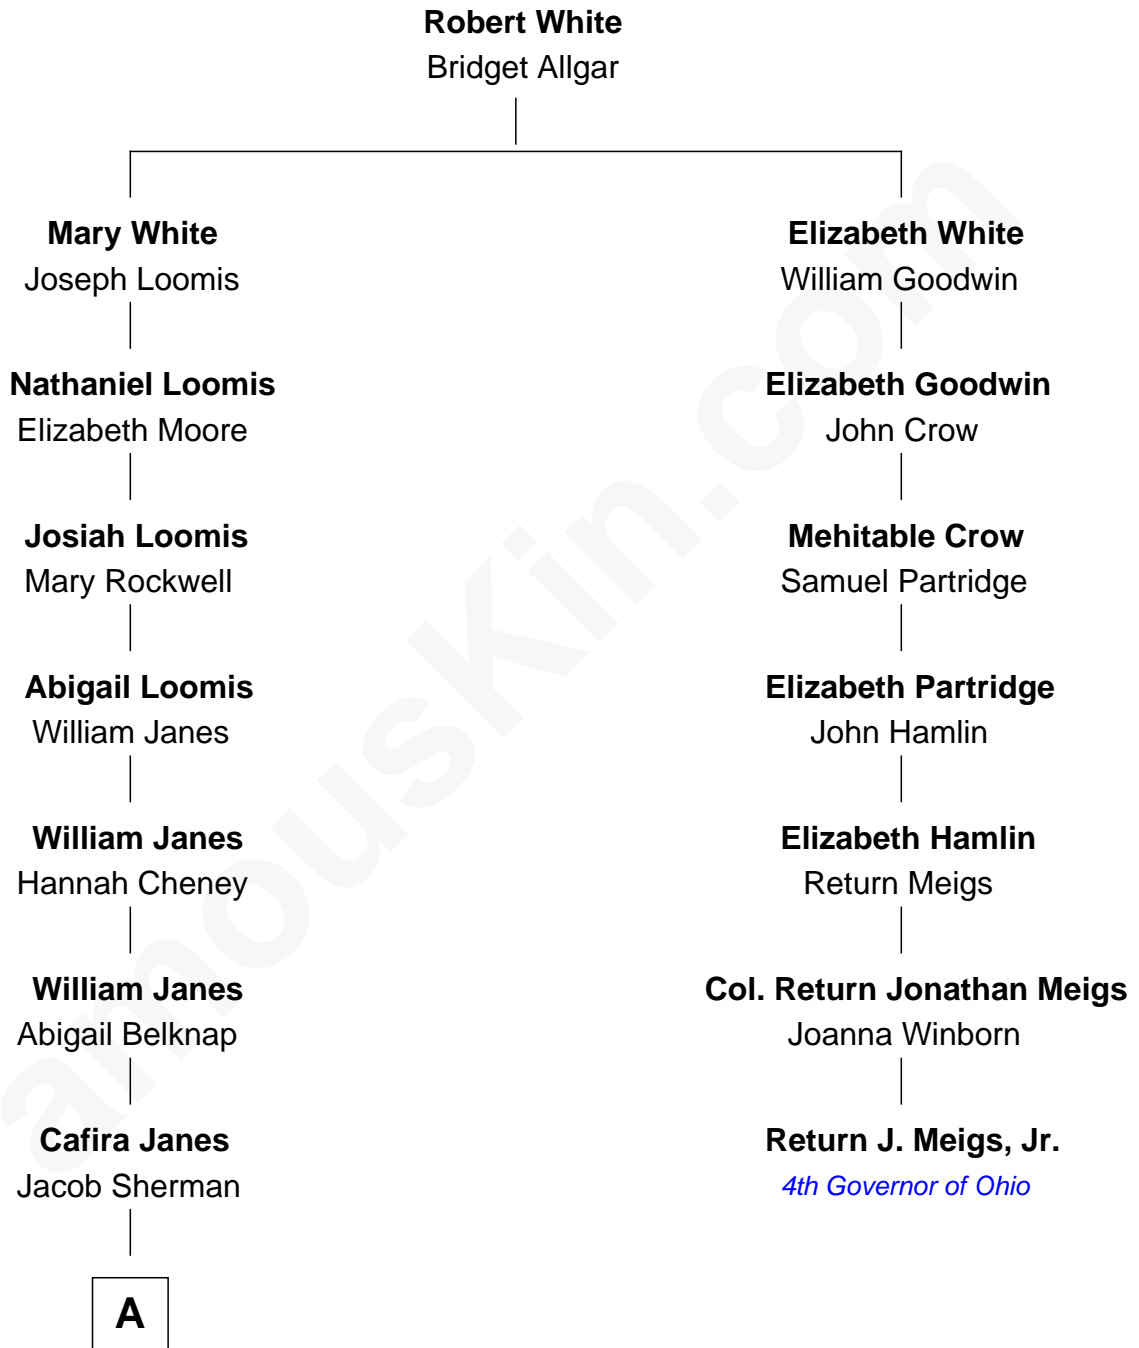 Robert White
Bridget Allgar
Mary White
Joseph Loomis
Nathaniel Loomis
Elizabeth Moore
Josiah Loomis
Mary Rockwell
Abigail Loomis
William Janes
William Janes
Hannah Cheney
William Janes
Abigail Belknap
Cafira Janes
Jacob Sherman
A
Elizabeth White
William Goodwin
Elizabeth Goodwin
John Crow
Mehitable Crow
Samuel Partridge
Elizabeth Partridge
John Hamlin
Elizabeth Hamlin
Return Meigs
Col. Return Jonathan Meigs
Joanna Winborn
Return J. Meigs, Jr.
4th Governor of Ohio
amouskin.com